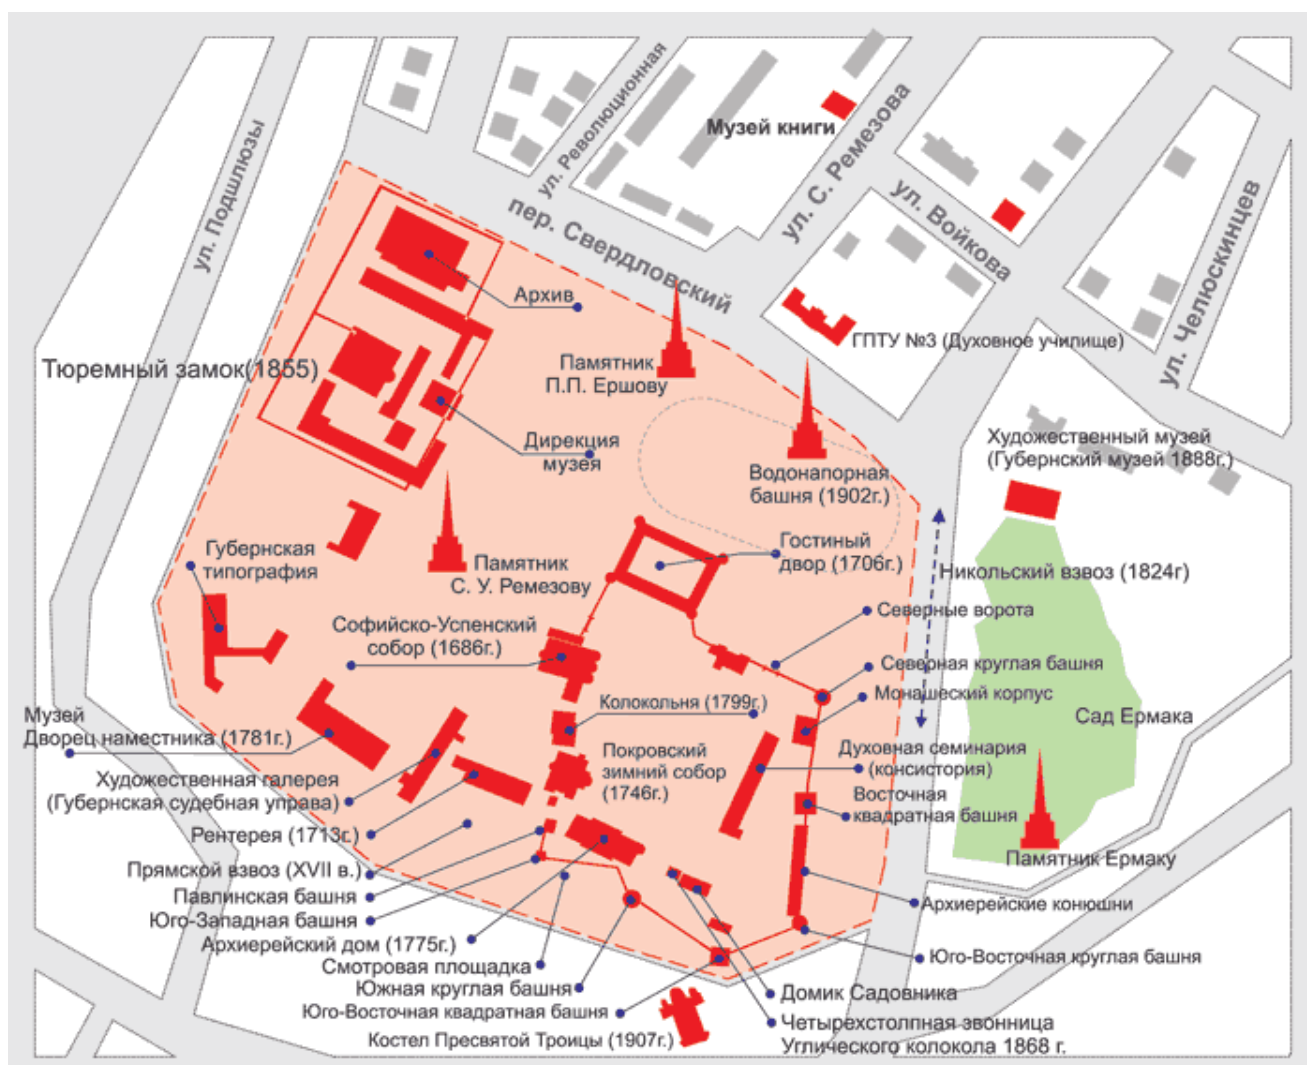 ул. Подшлюзы
ул. Революционная
Музей книги
ул. С. Ремезова
ул. Войкова
ул. Челюскинцев
пер. Свердловский
Архив
Памятник
П.П. Ершову
ГПТУ №3 (Духовное училище)
Тюремный замок(1855)
Дирекция
музея
Водонапорная
башня (1902г.)
Художественный музей
(Губернский музей 1888г.)
Губернская
типография
Памятник
С. У. Ремезову
Гостиный
двор (1706г.)
Никольский взвоз (1824г)
Софийско-Успенский
собор (1686г.)
Северные ворота
Северная круглая башня
Монашеский корпус
Колокольня (1799г.)
Сад Ермака
Музей
Дворец наместника (1781г.)
Покровский
зимний собор
(1746г.)
Духовная семинария
(консистория)
Художественная галерея
(Губернская судебная управа)
Восточная
квадратная башня
Рентерея (1713г.)
Памятник Ермаку
Прямской взвоз (XVII в.)
Павлинская башня
Юго-Западная башня
Архиерейские конюшни
Архиерейский дом (1775г.)
Юго-Восточная круглая башня
Смотровая площадка
Южная круглая башня
Домик Садовника
Юго-Восточная квадратная башня
Четырехстолпная звонница
Углического колокола 1868 г.
Костел Пресвятой Троицы (1907г.)